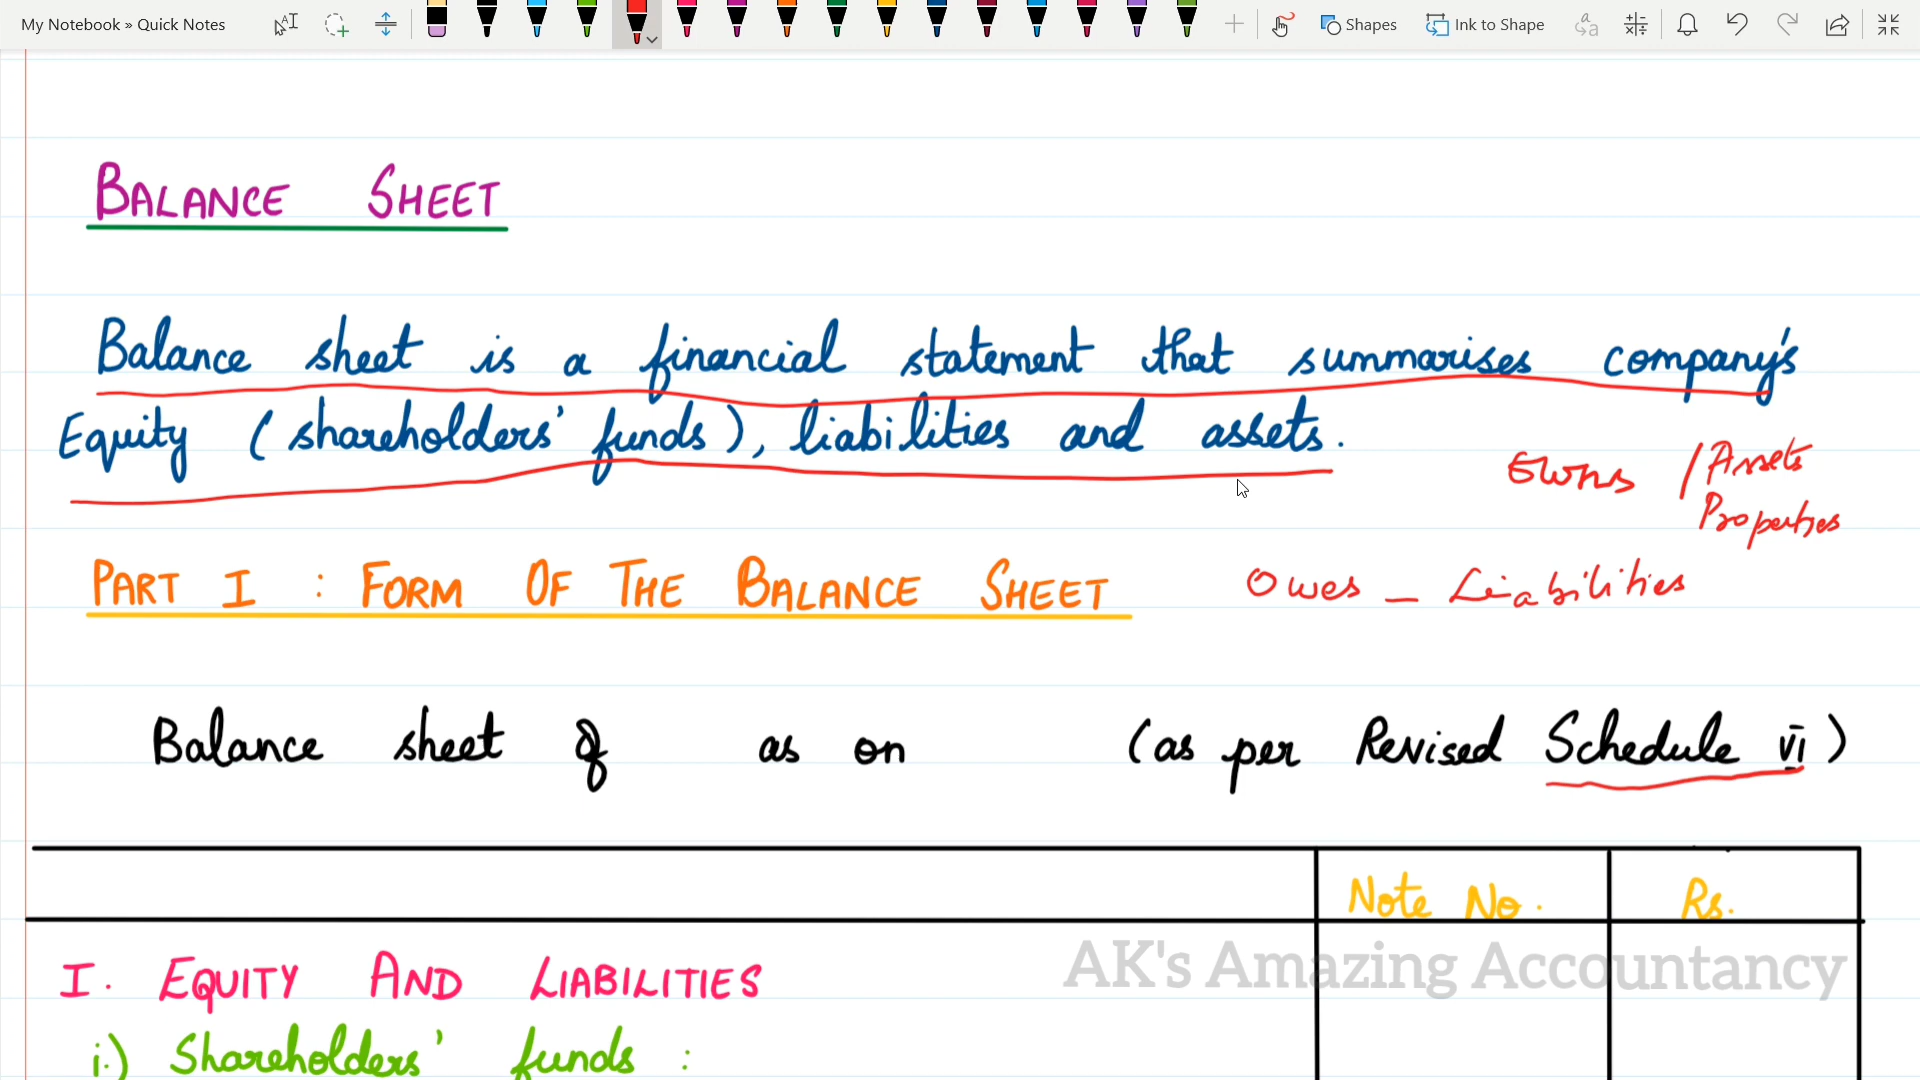 My Notebook » Quick Notes
Shapes
Ink to Shape
BALANCE SHEET
Balance sheet is a financial statement that summarises company's
Equity (shareholders' funds), liabilities and assets.
Owns / Assets
Properties
PART I : FORM OF THE BALANCE SHEET
Owes - Liabilities
Balance sheet of as on (as per Revised Schedule VI)
Note No. Rs.
AK's Amazing Accountancy
I. EQUITY AND LIABILITIES
i) Shareholders' funds :